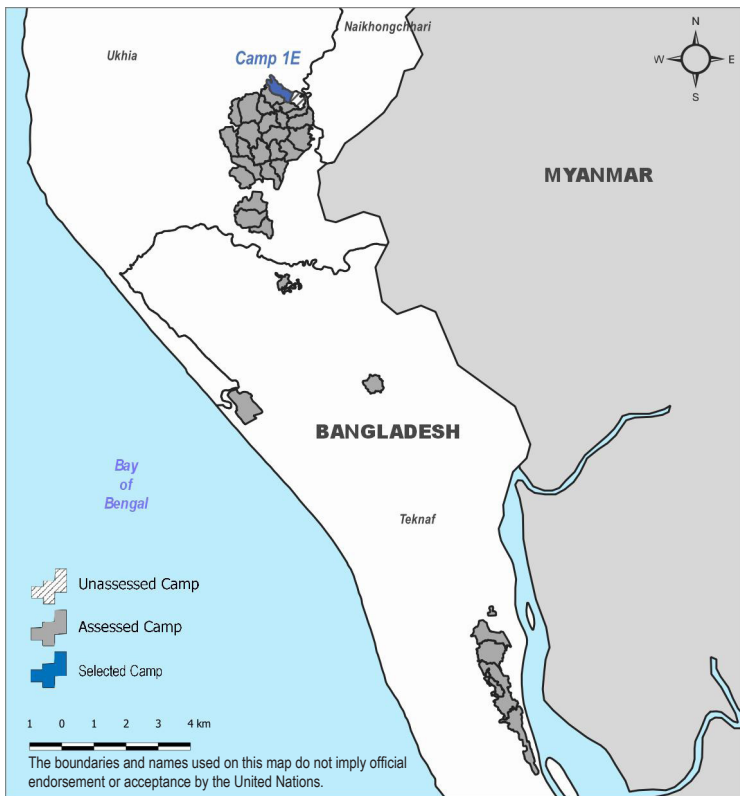 Naikhongchhari
N
Ukhia
Camp 1E
W E
S
MYANMAR
BANGLADESH
Bay
of
Bengal
Teknaf
Unassessed Camp
Assessed Camp
Selected Camp
1 0 1 2 3 4 km
The boundaries and names used on this map do not imply official
endorsement or acceptance by the United Nations.